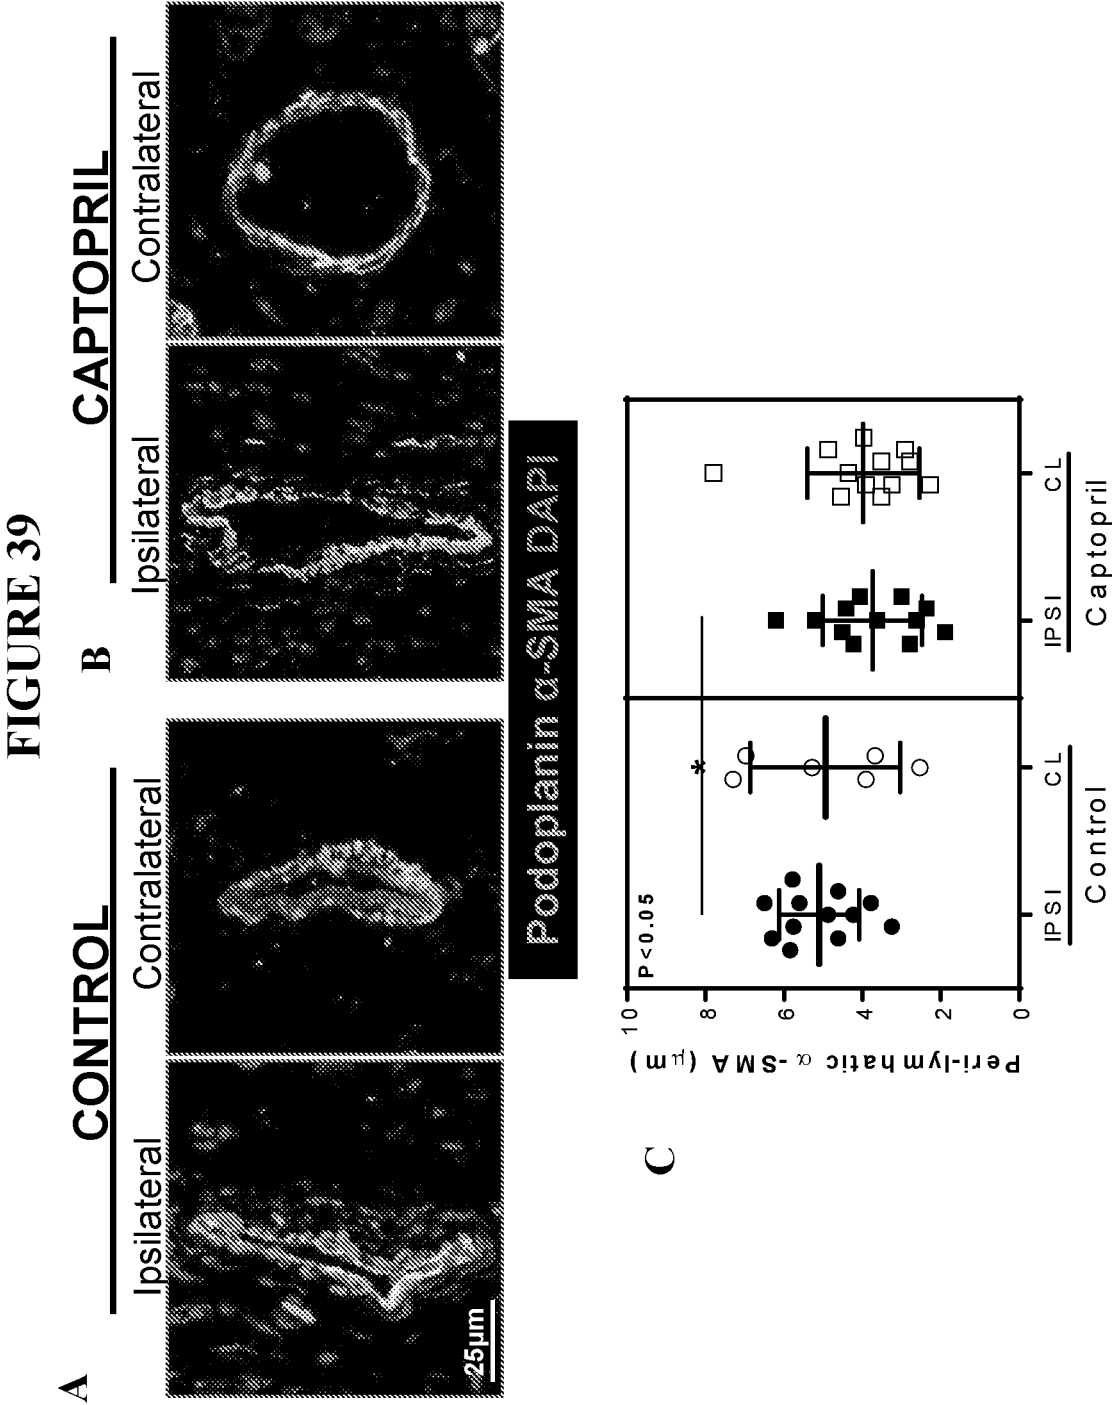 FIGURE 39
A
CONTROL
Ipsilateral
Contralateral
25μm
B
CAPTOPRIL
Ipsilateral
Contralateral
Podoplanin α-SMA DAPI
C
Peri-lymhatic α-SMA (μm)
10
8
6
4
2
0
P<0.05
*
IPSI
CL
IPSI
CL
Control
Captopril